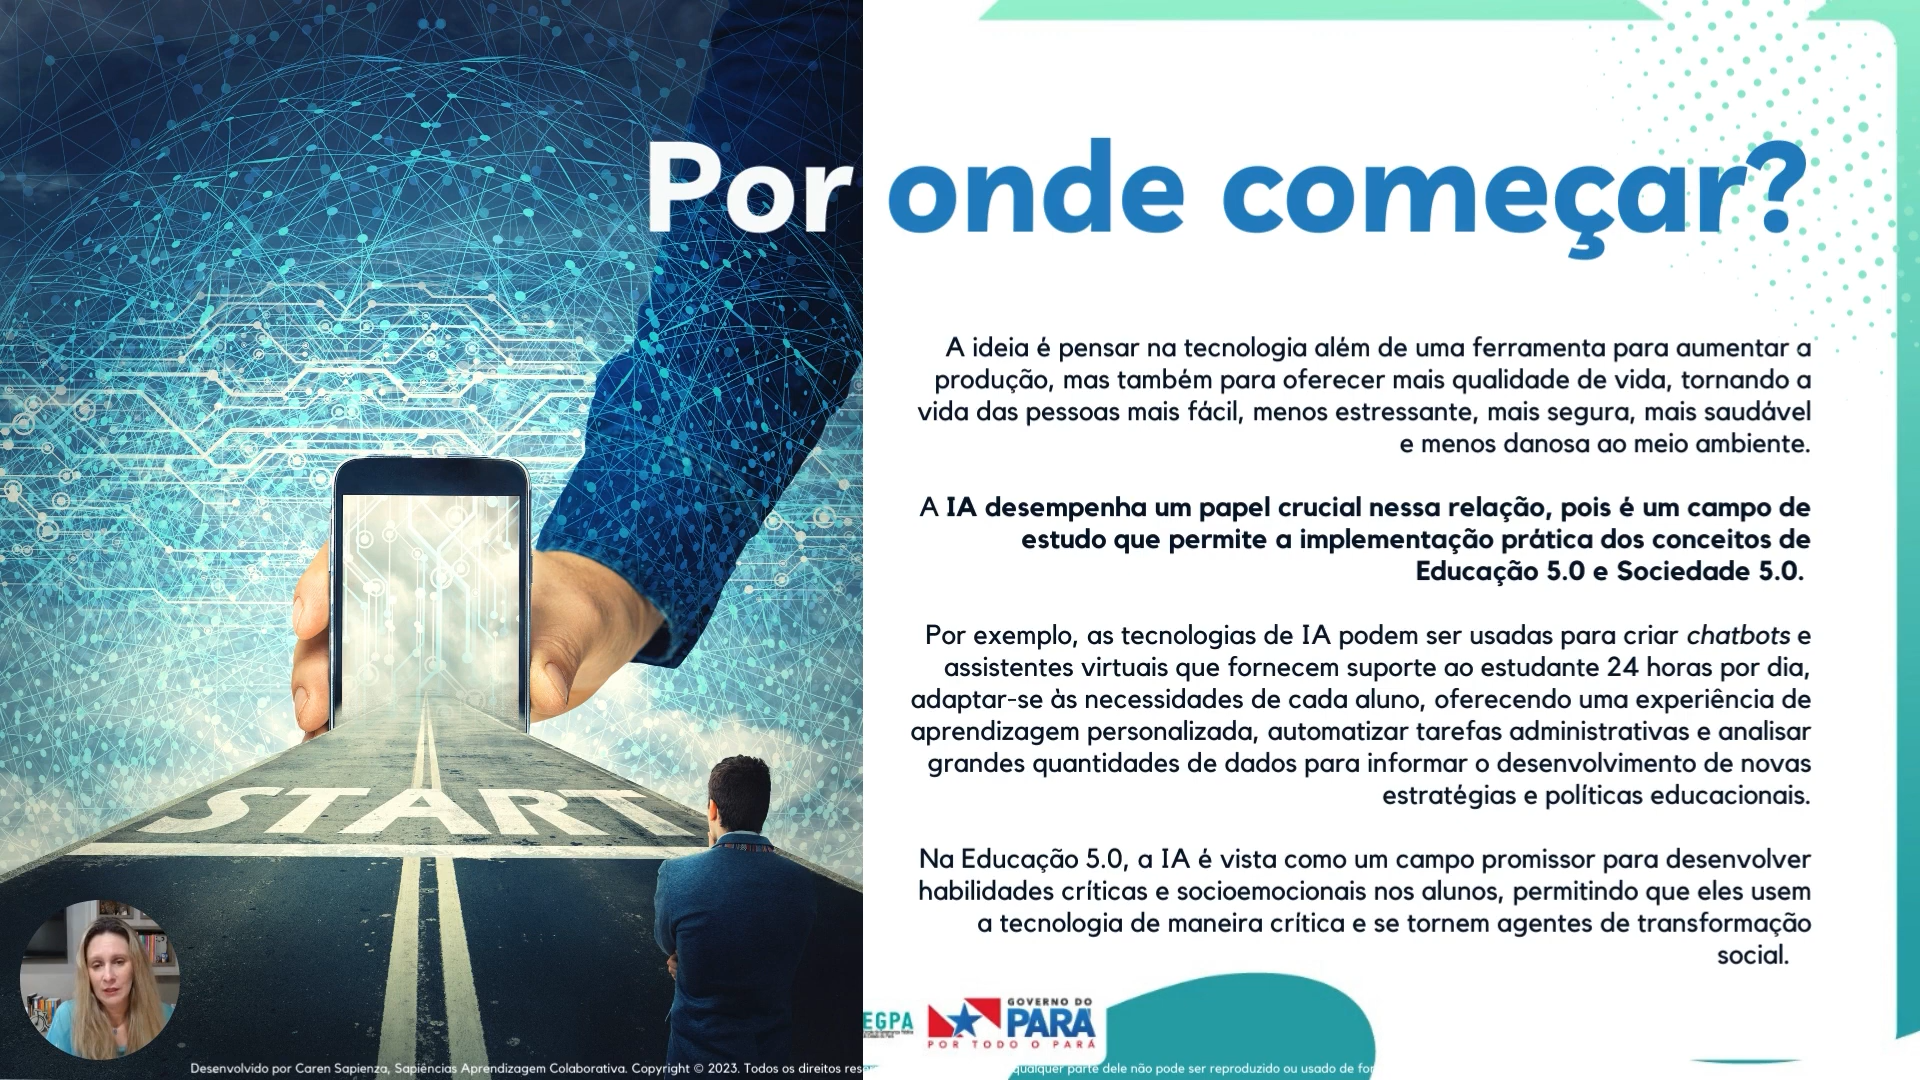 Por onde começar?
A ideia é pensar na tecnologia além de uma ferramenta para aumentar a
produção, mas também para oferecer mais qualidade de vida, tornando a
vida das pessoas mais fácil, menos estressante, mais segura, mais saudável
e menos danosa ao meio ambiente.
A IA desempenha um papel crucial nessa relação, pois é um campo de
estudo que permite a implementação prática dos conceitos de
Educação 5.0 e Sociedade 5.0.
Por exemplo, as tecnologias de IA podem ser usadas para criar chatbots e
assistentes virtuais que fornecem suporte ao estudante 24 horas por dia,
adaptar-se às necessidades de cada aluno, oferecendo uma experiência de
aprendizagem personalizada, automatizar tarefas administrativas e analisar
grandes quantidades de dados para informar o desenvolvimento de novas
estratégias e políticas educacionais.
Na Educação 5.0, a IA é vista como um campo promissor para desenvolver
habilidades críticas e socioemocionais nos alunos, permitindo que eles usem
a tecnologia de maneira crítica e se tornem agentes de transformação
social.
START
EGPA
GOVERNO DO
PARÁ
POR TODO O PARÁ
Desenvolvido por Caren Sapienza, Sapiências Aprendizagem Colaborativa. Copyright © 2023. Todos os direitos qualquer parte dele não pode ser reproduzido ou usado de